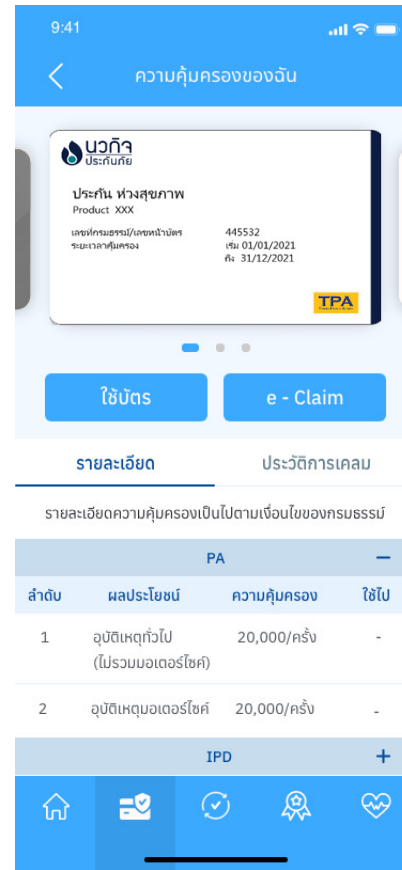 9:41
ความคุ้มครองของฉัน
นวกิจ
ประกันภัย
ประกัน ห่วงสุขภาพ
Product XXX
เลขที่กรมธรรม์/เลขหน้าบัตร 445532
ระยะเวลาคุ้มครอง เริ่ม 01/01/2021
ถึง 31/12/2021
TPA
ใช้บัตร e - Claim
รายละเอียด ประวัติการเคลม
รายละเอียดความคุ้มครองเป็นไปตามเงื่อนไขของกรมธรรม์
PA −
ลำดับ ผลประโยชน์ ความคุ้มครอง ใช้ไป
1 อุบัติเหตุทั่วไป 20,000/ครั้ง -
(ไม่รวมมอเตอร์ไซค์)
2 อุบัติเหตุมอเตอร์ไซค์ 20,000/ครั้ง -
IPD +